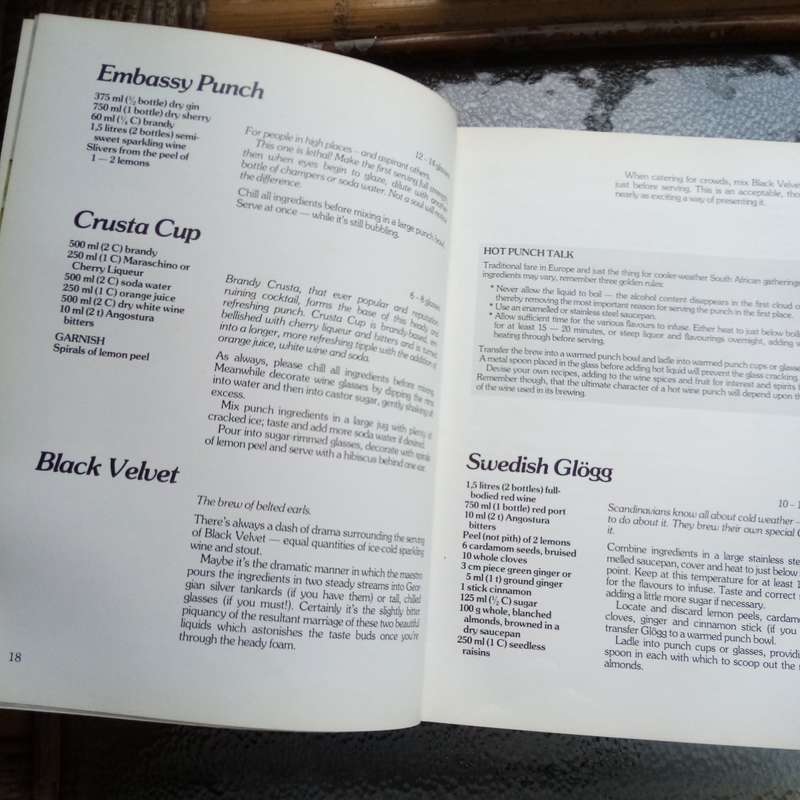 Embassy Punch
375 ml (½ bottle) dry gin
750 ml (1 bottle) dry sherry
60 ml (¼ C) brandy
1,5 litres (2 bottles) semi-
sweet sparkling wine
Slivers from the peel of
1 — 2 lemons
12 - 14 glasses
For people in high places - and aspirant others.
This one is lethal! Make the first serving full strength
then when eyes begin to glaze, dilute with another
bottle of champers or soda water. Not a soul will notice
the difference.
Chill all ingredients before mixing in a large punch bowl.
Serve at once — while it's still bubbling.
Crusta Cup
500 ml (2 C) brandy
250 ml (1 C) Maraschino or
Cherry Liqueur
500 ml (2 C) soda water
250 ml (1 C) orange juice
500 ml (2 C) dry white wine
10 ml (2 t) Angostura
bitters
GARNISH
Spirals of lemon peel
6 - 8 glasses
Brandy Crusta, that ever popular and reputation
ruining cocktail, forms the base of this heady and
refreshing punch. Crusta Cup is brandy-based, em-
bellished with cherry liqueur and bitters and is turned
into a longer, more refreshing tipple with the addition of
orange juice, white wine and soda.
As always, please chill all ingredients before mixing.
Meanwhile decorate wine glasses by dipping the rims
into water and then into castor sugar, gently shaking off
excess.
Mix punch ingredients in a large jug with plenty of
cracked ice; taste and add more soda water if desired.
Pour into sugar-rimmed glasses, decorate with spirals
of lemon peel and serve with a hibiscus behind one ear.
Black Velvet
The brew of belted earls.
There's always a dash of drama surrounding the serving
of Black Velvet — equal quantities of ice-cold sparkling
wine and stout.
Maybe it's the dramatic manner in which the maestro
pours the ingredients in two steady streams into Geor-
gian silver tankards (if you have them) or tall, chilled
glasses (if you must!). Certainly it's the slightly bitter
piquancy of the resultant marriage of these two beautiful
liquids which astonishes the taste buds once you're
through the heady foam.
18
When catering for crowds, mix Black Velvet
just before serving. This is an acceptable, tho
nearly as exciting a way of presenting it.
HOT PUNCH TALK
Traditional fare in Europe and just the thing for cooler-weather South African gatherings
ingredients may vary, remember three golden rules:
* Never allow the liquid to boil — the alcohol content disappears in the first cloud o
thereby removing the most important reason for serving the punch in the first place.
* Use an enamelled or stainless steel saucepan.
* Allow sufficient time for the various flavours to infuse. Either heat to just below boili
for at least 15 — 20 minutes, or steep liquor and flavourings overnight, adding w
heating through before serving.
Transfer the brew into a warmed punch bowl and ladle into warmed punch cups or glasse
A metal spoon placed in the glass before adding hot liquid will prevent the glass cracking.
Devise your own recipes, adding to the wine spices and fruit for interest and spirits f
Remember though, that the ultimate character of a hot wine punch will depend upon th
of the wine used in its brewing.
Swedish Glögg
1,5 litres (2 bottles) full-
bodied red wine
750 ml (1 bottle) red port
10 ml (2 t) Angostura
bitters
Peel (not pith) of 2 lemons
6 cardamom seeds, bruised
10 whole cloves
3 cm piece green ginger or
5 ml (1 t) ground ginger
1 stick cinnamon
125 ml (½ C) sugar
100 g whole, blanched
almonds, browned in a
dry saucepan
250 ml (1 C) seedless
raisins
10 - 1
Scandinavians know all about cold weather —
to do about it. They brew their own special G
it.
Combine ingredients in a large stainless stee
melled saucepan, cover and heat to just below
point. Keep at this temperature for at least 1
for the flavours to infuse. Taste and correct
adding a little more sugar if necessary.
Locate and discard lemon peels, cardamo
cloves, ginger and cinnamon stick (if you
transfer Glögg to a warmed punch bowl.
Ladle into punch cups or glasses, providin
spoon in each with which to scoop out the
almonds.